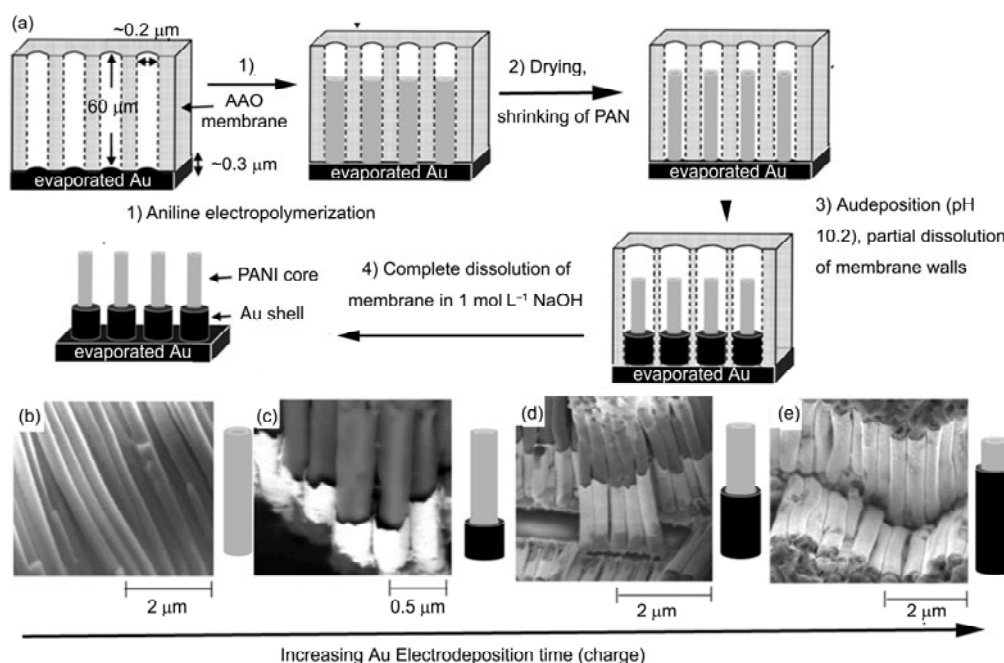 (a)
~0.2 μm
60 μm
AAO
membrane
~0.3 μm
evaporated Au
1)
evaporated Au
2) Drying,
shrinking of PAN
evaporated Au
1) Aniline electropolymerization
3) Audeposition (pH
10.2), partial dissolution
of membrane walls
PANI core
Au shell
evaporated Au
4) Complete dissolution of
membrane in 1 mol L⁻¹ NaOH
evaporated Au
(b)
(c)
(d)
(e)
2 μm
0.5 μm
2 μm
2 μm
Increasing Au Electrodeposition time (charge)